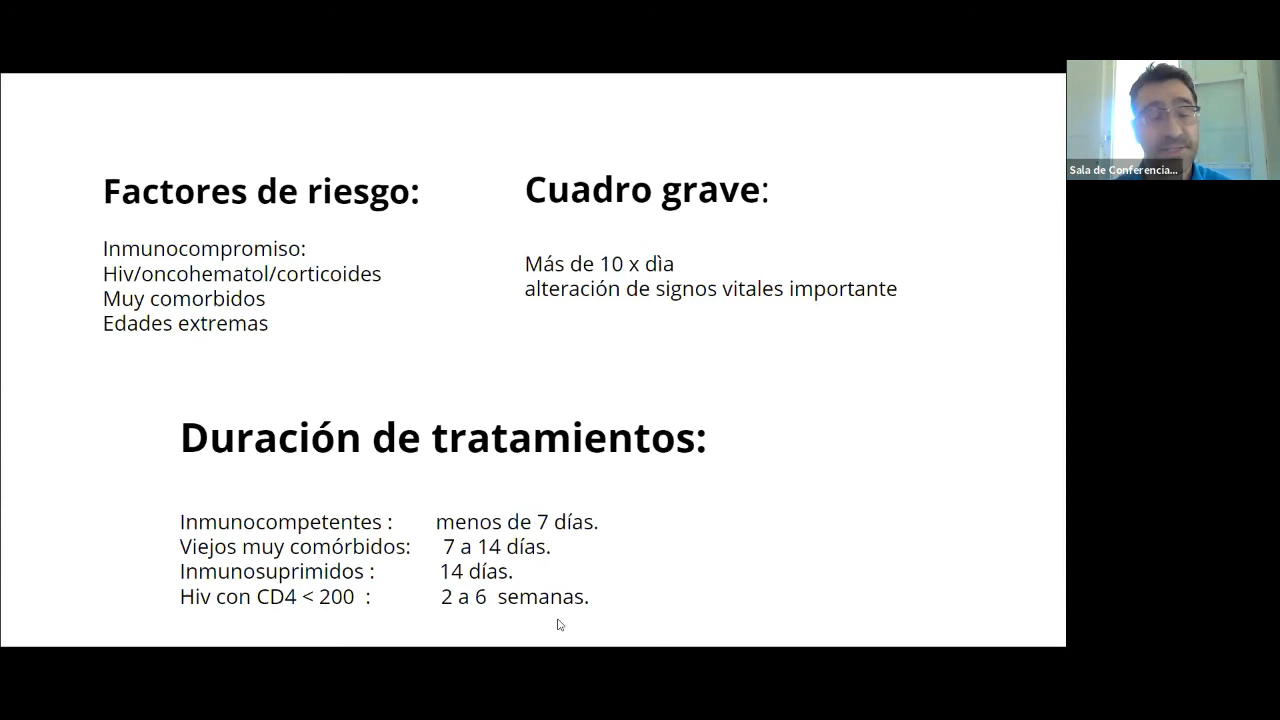 Factores de riesgo:
Inmunocompromiso:
Hiv/oncohematol/corticoides
Muy comorbidos
Edades extremas
Cuadro grave:
Más de 10 x dìa
alteración de signos vitales importante
Duración de tratamientos:
Inmunocompetentes : menos de 7 días.
Viejos muy comórbidos: 7 a 14 días.
Inmunosuprimidos : 14 días.
Hiv con CD4 < 200 : 2 a 6 semanas.
Sala de Conferencia...